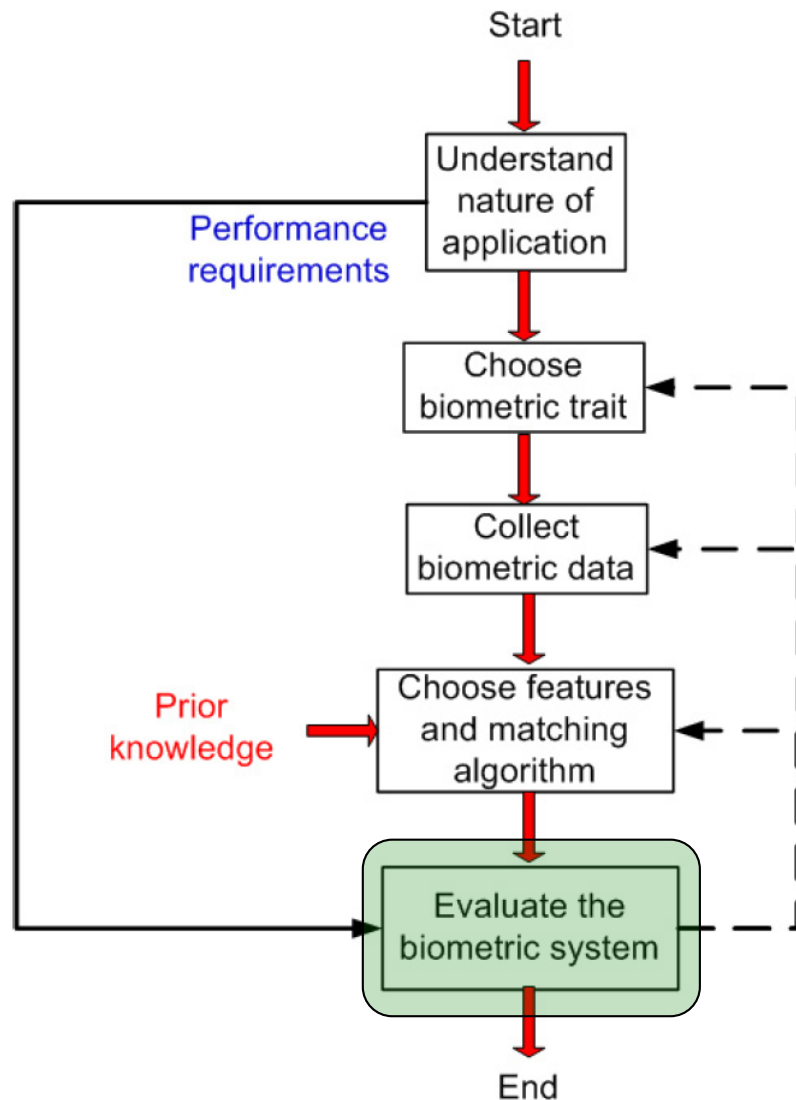 Start
Understand
nature of
application
Performance
requirements
Choose
biometric trait
Collect
biometric data
Choose features
and matching
algorithm
Prior
knowledge
Evaluate the
biometric system
End